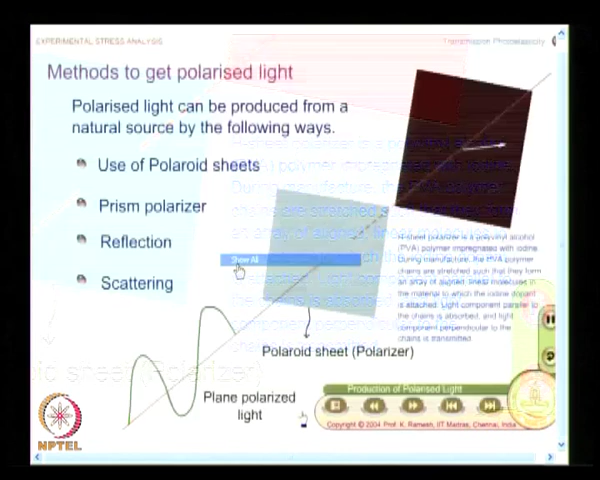 EXPERIMENTAL STRESS ANALYSIS
Transmission Photoelasticity
Methods to get polarised light
Polarised light can be produced from a
natural source by the following ways.
Use of Polaroid sheets
Prism polarizer
Reflection
Scattering
Show All
H-sheet polarizer is a polyvinyl alcohol
(PVA) polymer impregnated with iodine.
During manufacture, the PVA polymer
chains are stretched such that they form
an array of aligned, linear molecules in
the material to which the iodine dopant
is attached. Light component parallel to
the chains is absorbed, and light
component perpendicular to the
chains is transmitted.
Polaroid sheet (Polarizer)
Plane polarized
light
Production of Polarised Light
Copyright © 2004 Prof. K. Ramesh, IIT Madras, Chennai, India
NPTEL